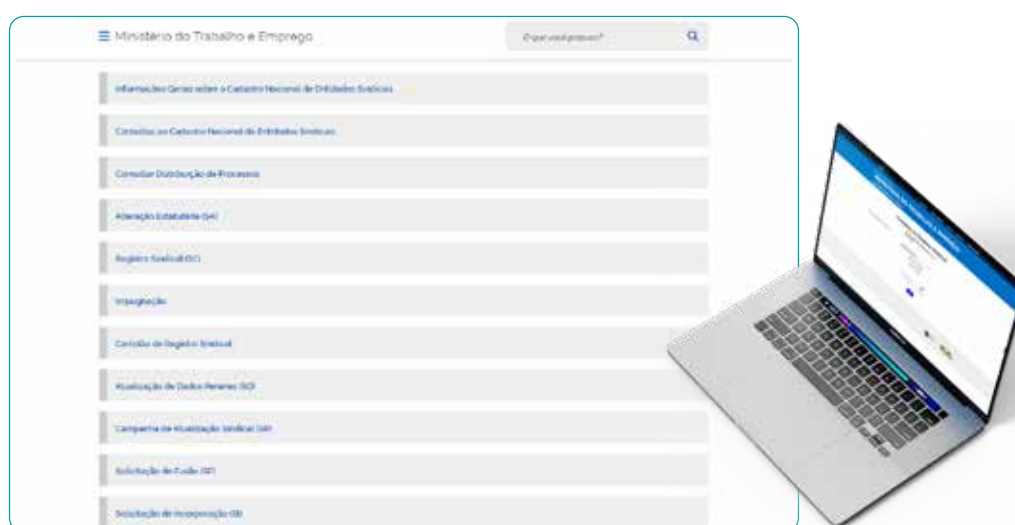 Ministério do Trabalho e Emprego
O que você procura?
Informações Gerais sobre o Cadastro Nacional de Entidades Sindicais
Consultas ao Cadastro Nacional de Entidades Sindicais
Consultar Distribuição de Processos
Alteração Estatutária (SA)
Registro Sindical (SC)
Impugnação
Certidão de Registro Sindical
Atualização de Dados Perenes (SD)
Campanha de Atualização Sindical (SR)
Solicitação de Fusão (SF)
Solicitação de Incorporação (SI)